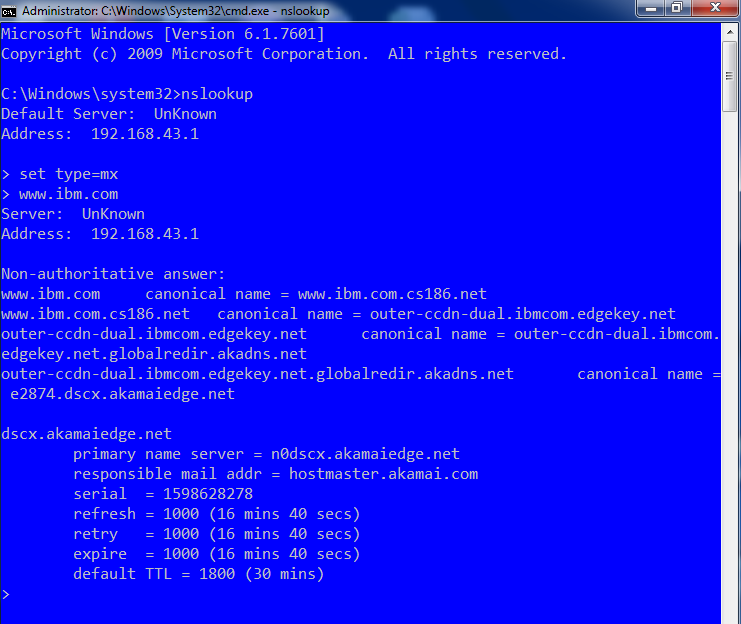 Administrator: C:\Windows\System32\cmd.exe - nslookup
Microsoft Windows [Version 6.1.7601]
Copyright (c) 2009 Microsoft Corporation.  All rights reserved.
C:\Windows\system32>nslookup
Default Server:  UnKnown
Address:  192.168.43.1
> set type=mx
> www.ibm.com
Server:  UnKnown
Address:  192.168.43.1
Non-authoritative answer:
www.ibm.com     canonical name = www.ibm.com.cs186.net
www.ibm.com.cs186.net   canonical name = outer-ccdn-dual.ibmcom.edgekey.net
outer-ccdn-dual.ibmcom.edgekey.net      canonical name = outer-ccdn-dual.ibmcom.
edgekey.net.globalredir.akadns.net
outer-ccdn-dual.ibmcom.edgekey.net.globalredir.akadns.net       canonical name =
 e2874.dscx.akamaiedge.net
dscx.akamaiedge.net
        primary name server = n0dscx.akamaiedge.net
        responsible mail addr = hostmaster.akamai.com
        serial  = 1598628278
        refresh = 1000 (16 mins 40 secs)
        retry   = 1000 (16 mins 40 secs)
        expire  = 1000 (16 mins 40 secs)
        default TTL = 1800 (30 mins)
>